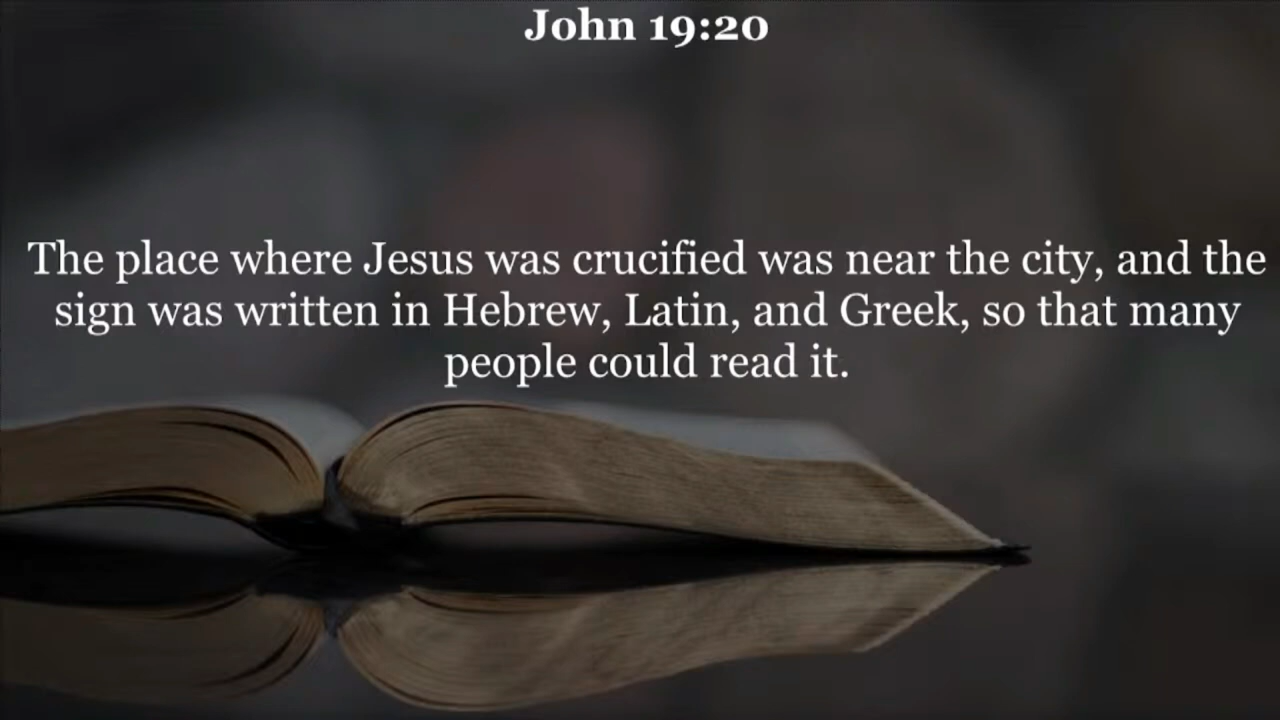 John 19:20
The place where Jesus was crucified was near the city, and the
sign was written in Hebrew, Latin, and Greek, so that many
people could read it.